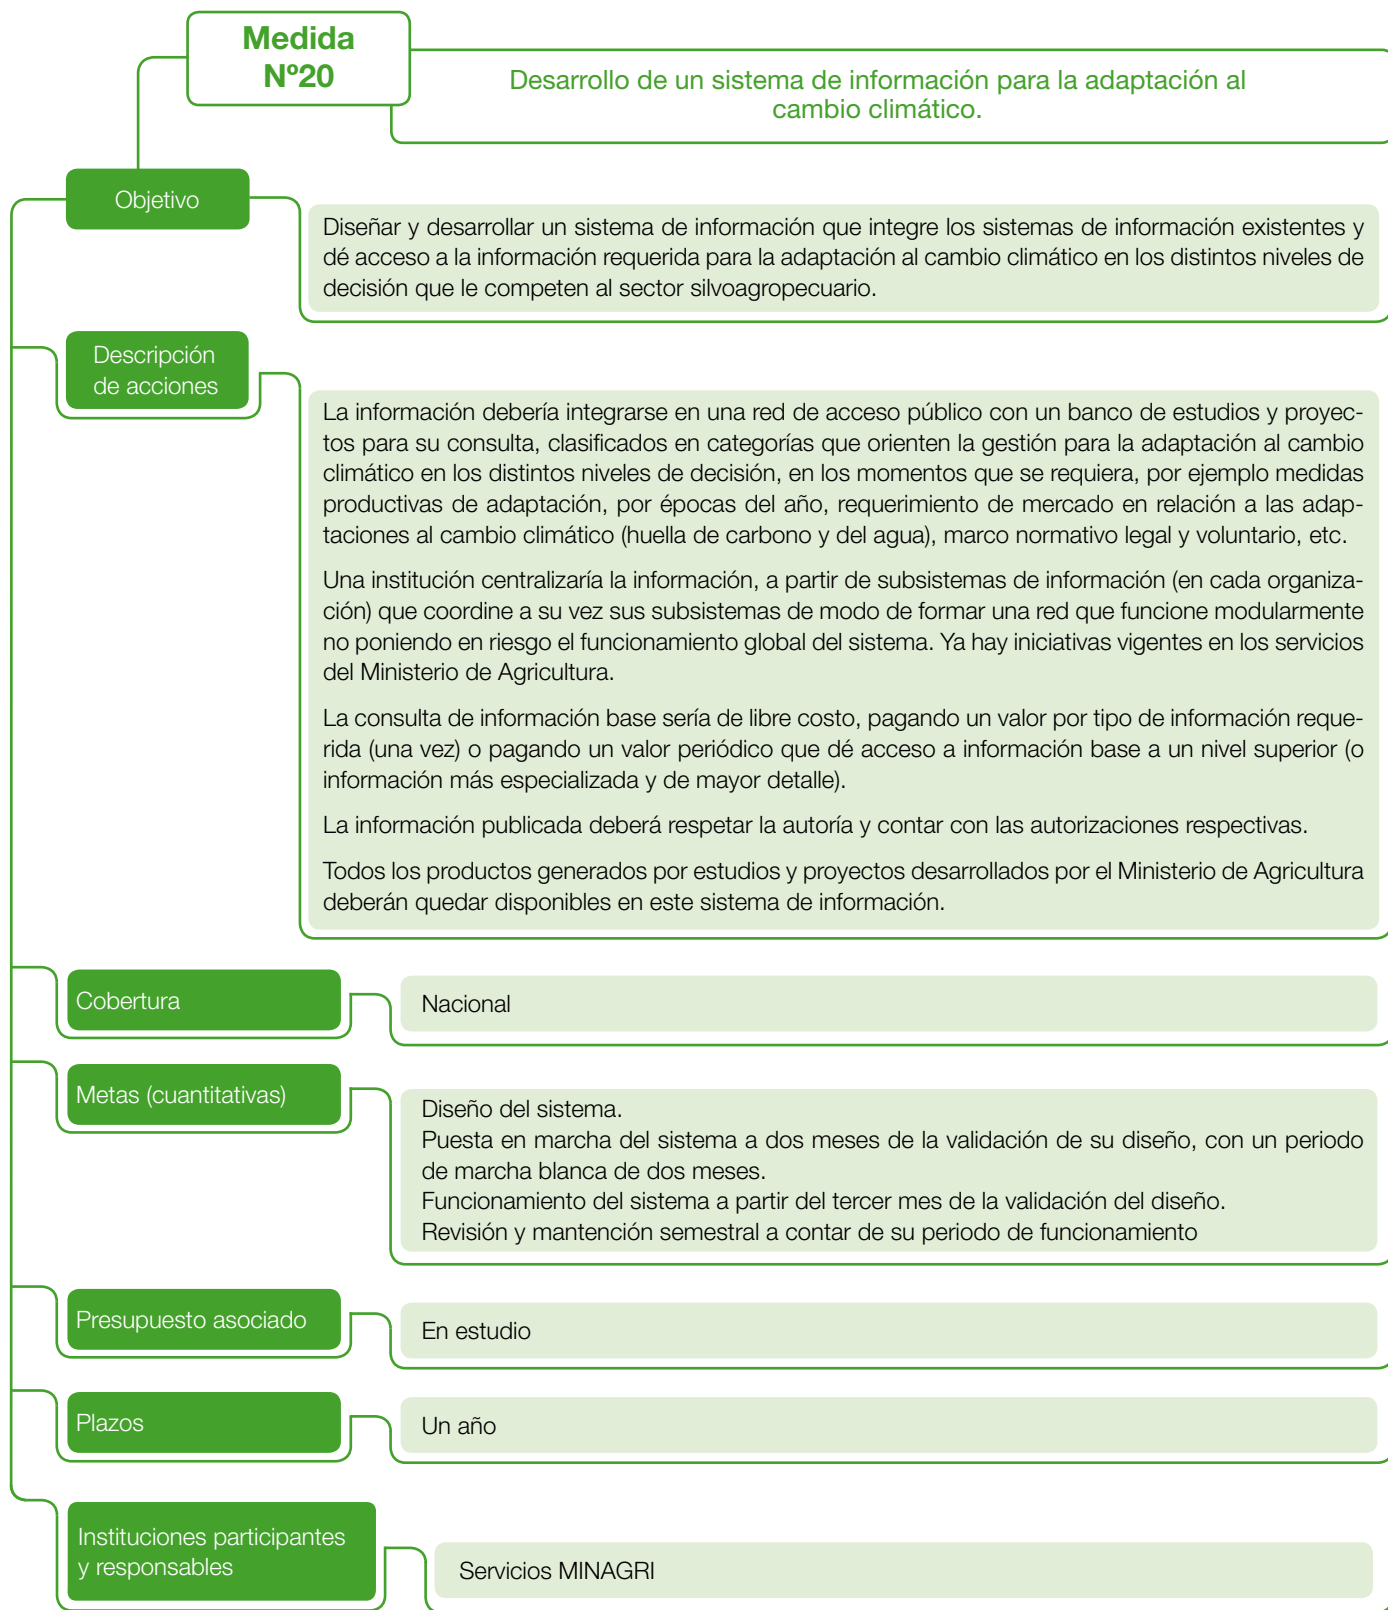 Medida
Nº20
Desarrollo de un sistema de información para la adaptación al
cambio climático.
Objetivo
Diseñar y desarrollar un sistema de información que integre los sistemas de información existentes y
dé acceso a la información requerida para la adaptación al cambio climático en los distintos niveles de
decisión que le competen al sector silvoagropecuario.
Descripción
de acciones
La información debería integrarse en una red de acceso público con un banco de estudios y proyec-
tos para su consulta, clasificados en categorías que orienten la gestión para la adaptación al cambio
climático en los distintos niveles de decisión, en los momentos que se requiera, por ejemplo medidas
productivas de adaptación, por épocas del año, requerimiento de mercado en relación a las adap-
taciones al cambio climático (huella de carbono y del agua), marco normativo legal y voluntario, etc.
Una institución centralizaría la información, a partir de subsistemas de información (en cada organiza-
ción) que coordine a su vez sus subsistemas de modo de formar una red que funcione modularmente
no poniendo en riesgo el funcionamiento global del sistema. Ya hay iniciativas vigentes en los servicios
del Ministerio de Agricultura.
La consulta de información base sería de libre costo, pagando un valor por tipo de información reque-
rida (una vez) o pagando un valor periódico que dé acceso a información base a un nivel superior (o
información más especializada y de mayor detalle).
La información publicada deberá respetar la autoría y contar con las autorizaciones respectivas.
Todos los productos generados por estudios y proyectos desarrollados por el Ministerio de Agricultura
deberán quedar disponibles en este sistema de información.
Cobertura
Nacional
Metas (cuantitativas)
Diseño del sistema.
Puesta en marcha del sistema a dos meses de la validación de su diseño, con un periodo
de marcha blanca de dos meses.
Funcionamiento del sistema a partir del tercer mes de la validación del diseño.
Revisión y mantención semestral a contar de su periodo de funcionamiento
Presupuesto asociado
En estudio
Plazos
Un año
Instituciones participantes
y responsables
Servicios MINAGRI